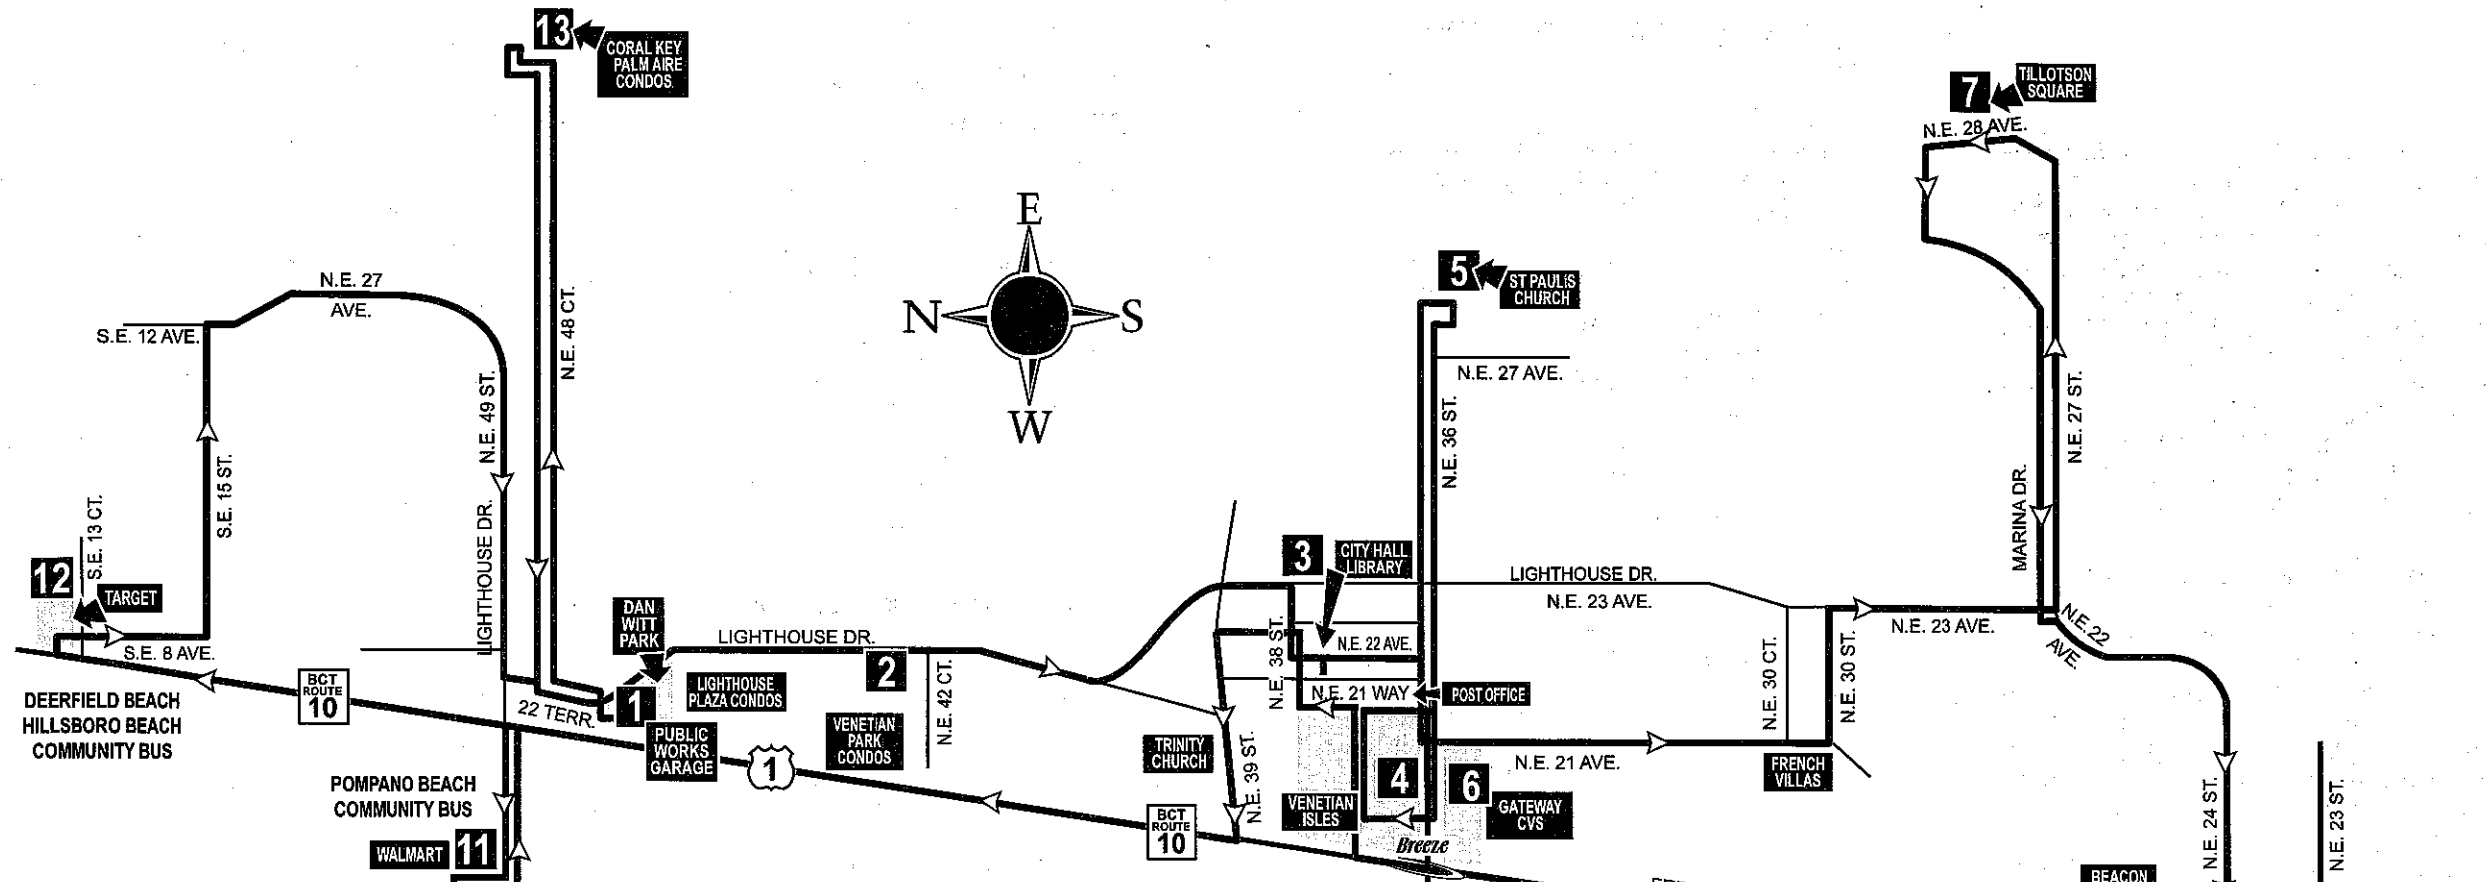 13
CORAL KEY
PALM AIRE
CONDOS
7
TILLOTSON
SQUARE
N.E. 28 AVE.
E
N
S
W
5
ST PAULIS
CHURCH
N.E. 27
AVE.
S.E. 12 AVE.
N.E. 48 CT.
N.E. 49 ST.
N.E. 27 AVE.
N.E. 36 ST.
N.E. 27 ST.
S.E. 15 ST.
S.E. 13 CT.
LIGHTHOUSE DR.
MARINA DR.
12
TARGET
S.E. 8 AVE.
3
CITY HALL
LIBRARY
LIGHTHOUSE DR.
N.E. 23 AVE.
DAN
WITT
PARK
LIGHTHOUSE DR.
2
N.E. 38 ST.
N.E. 22 AVE.
N.E. 23 AVE.
N.E. 22
AVE.
BCT
ROUTE
10
DEERFIELD BEACH
HILLSBORO BEACH
COMMUNITY BUS
22 TERR.
1
LIGHTHOUSE
PLAZA CONDOS
N.E. 42 CT.
N.E. 21 WAY
POST OFFICE
N.E. 30 CT.
N.E. 30 ST.
PUBLIC
WORKS
GARAGE
VENETIAN
PARK
CONDOS
1
TRINITY
CHURCH
N.E. 39 ST.
N.E. 21 AVE.
FRENCH
VILLAS
POMPANO BEACH
COMMUNITY BUS
4
6
VENETIAN
ISLES
GATEWAY
CVS
N.E. 24 ST.
N.E. 23 ST.
BCT
ROUTE
10
WALMART
11
Breeze
BEACON